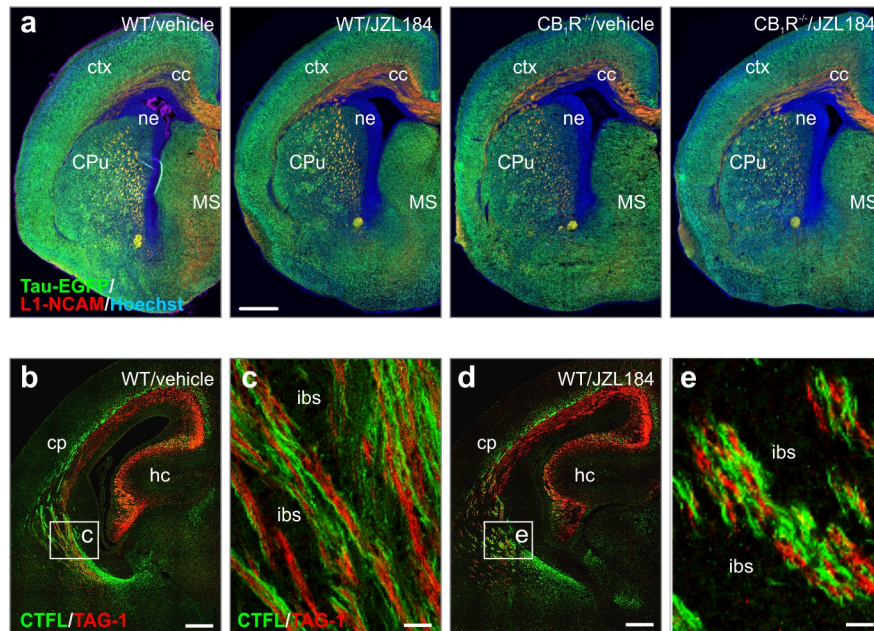 a
WT/vehicle
ctx
cc
ne
CPu
MS
Tau-EGFP/
L1-NCAM/Hoechst
WT/JZL184
ctx
cc
ne
CPu
MS
CB₁R⁻/⁻/vehicle
ctx
cc
ne
CPu
MS
CB₁R⁻/⁻/JZL184
ctx
cc
ne
CPu
MS
b
WT/vehicle
cp
hc
c
CTFL/TAG-1
c
ibs
ibs
CTFL/TAG-1
d
WT/JZL184
cp
hc
e
e
ibs
ibs